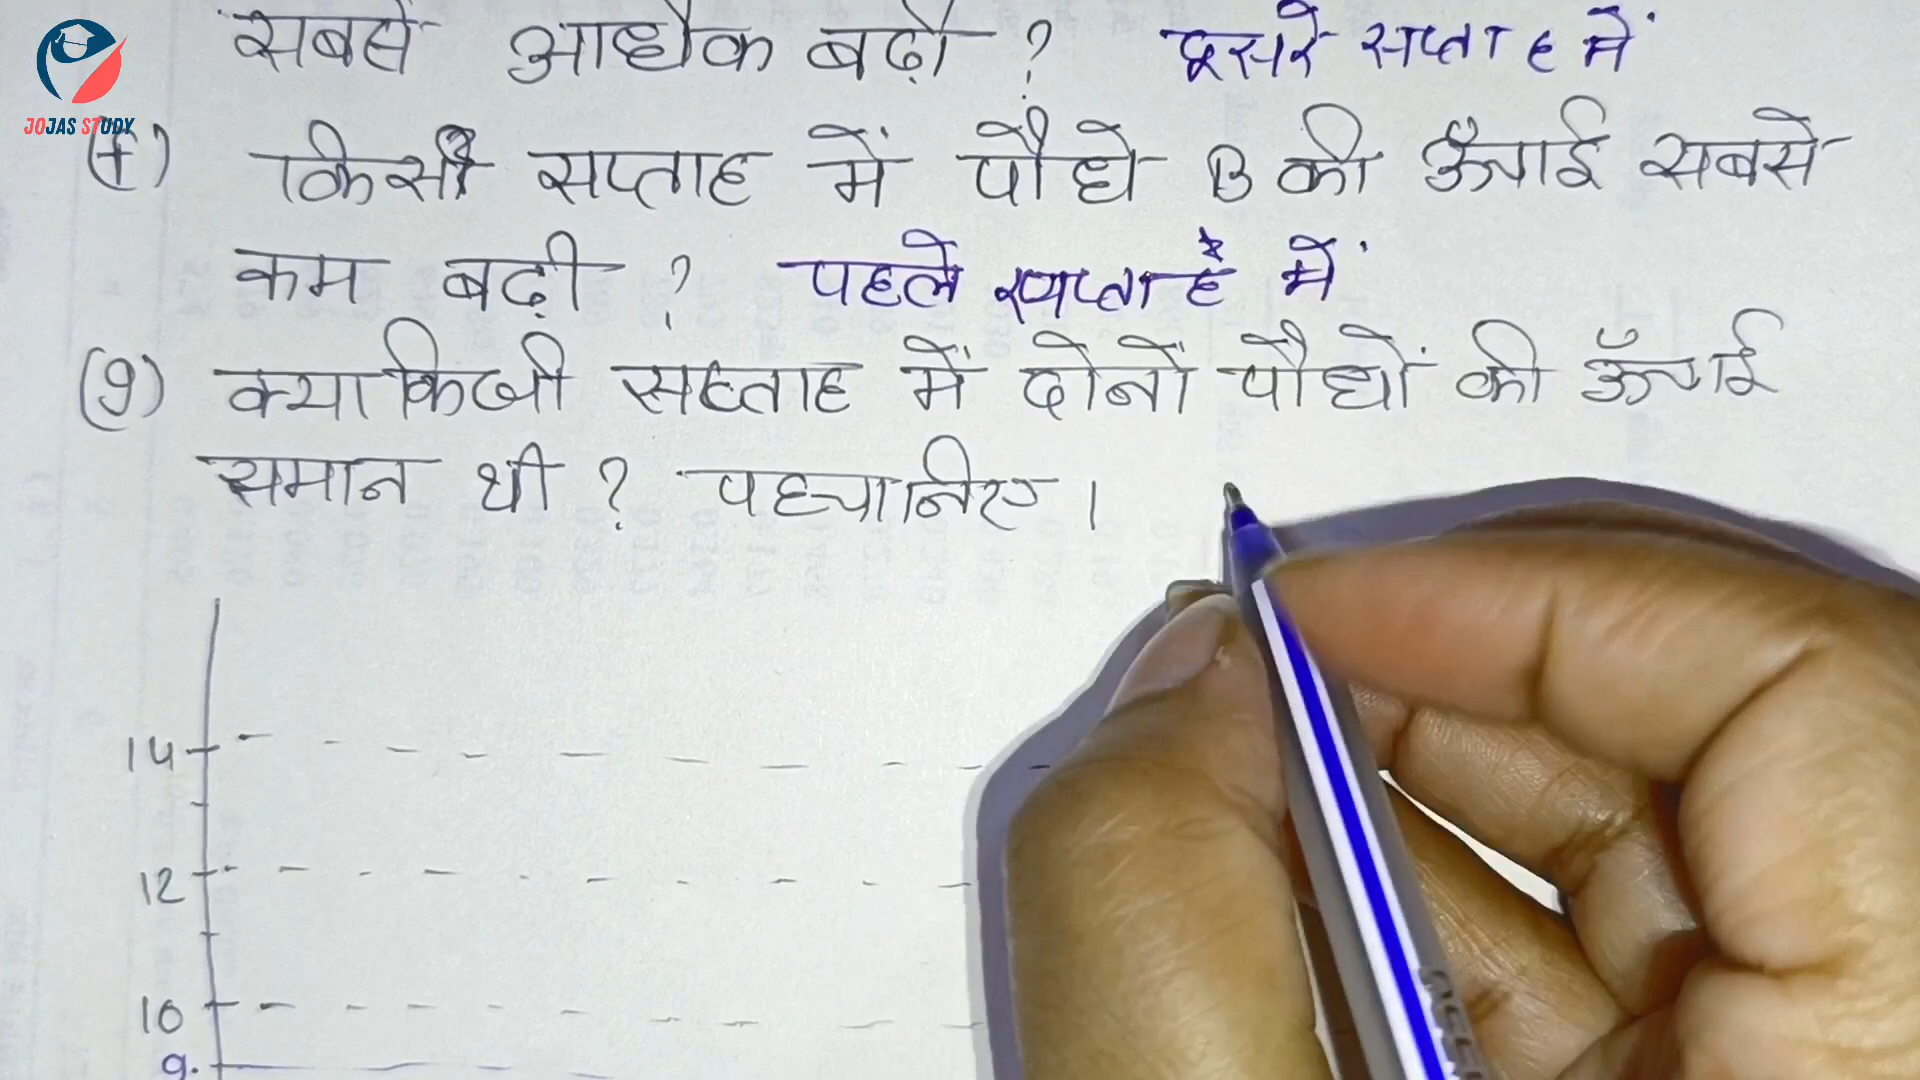 सबसे अधिक बढ़ी ? दूसरे सप्ताह में
JOJAS STUDY
(f) किसी सप्ताह में पौधे B की ऊँचाई सबसे
कम बढ़ी ? पहले सप्ताह में
(g) क्या किसी सप्ताह में दोनों पौधों की ऊँचाई
समान थी ? पहचानिए ।
14
12
10
9.